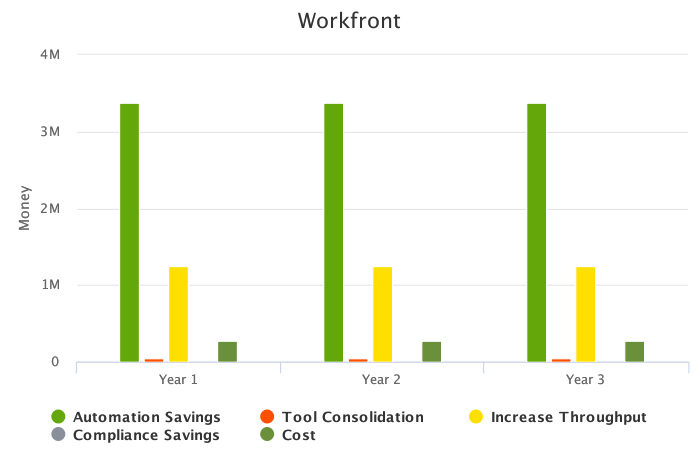 Workfront
4M
3M
2M
1M
0
Money
Year 1 Year 2 Year 3
Automation Savings Tool Consolidation Increase Throughput
Compliance Savings Cost